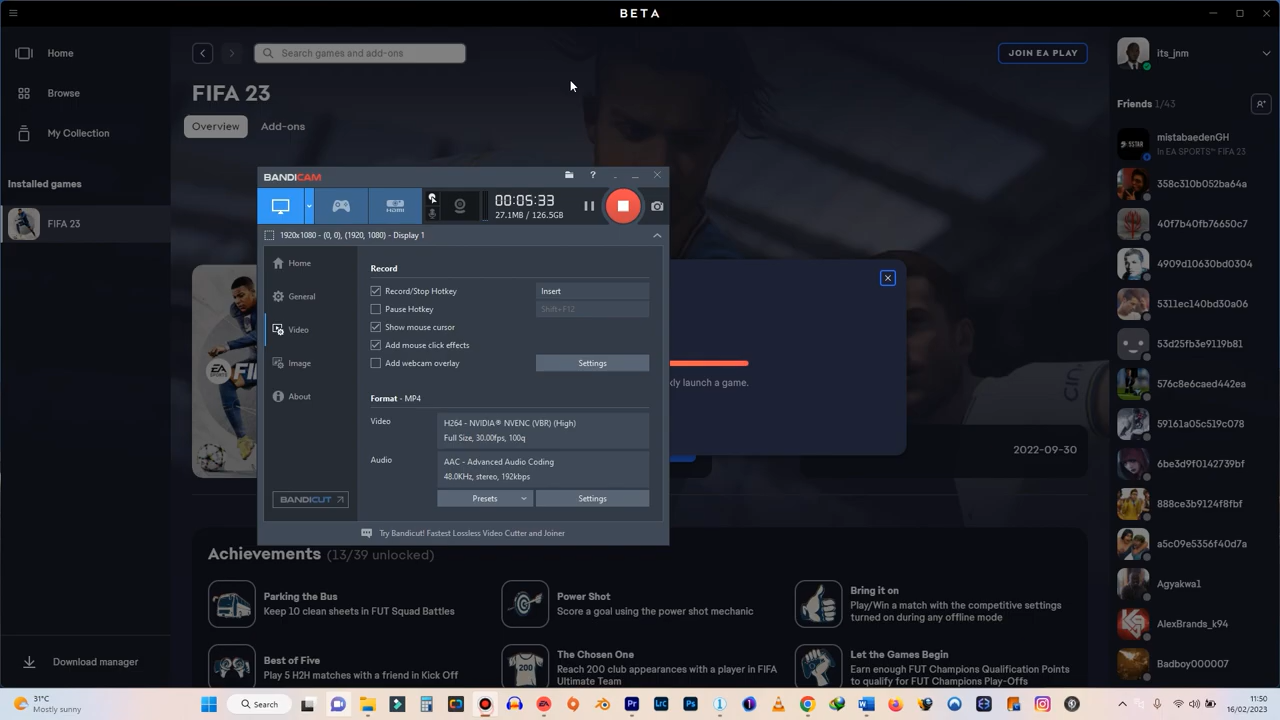 BETA
Home
Search games and add-ons
JOIN EA PLAY
its_jnm
Browse
FIFA 23
Friends 1/43
My Collection
Overview
Add-ons
mistabaedenGH
In EA SPORTS™ FIFA 23
Installed games
358c310b052ba64a
FIFA 23
40f7b40fb76650c7
4909d10630bd0304
5311ec140bd30a06
53d25fb3e9119b81
576c8e6caed442ea
59161a05c519c078
6be3d9f0142739bf
888ce3b9124f8fbf
a5c09e5356f40d7a
Agyakwa1
AlexBrands_k94
Badboy000007
BANDICAM
HDMI
00:05:33
27.1MB / 126.5GB
1920x1080 - (0, 0), (1920, 1080) - Display 1
Home
General
Video
Image
About
BANDICUT
Record
Record/Stop Hotkey
Insert
Pause Hotkey
Shift+F12
Show mouse cursor
Add mouse click effects
Add webcam overlay
Settings
Format - MP4
Video
H264 - NVIDIA® NVENC (VBR) (High)
Full Size, 30.00fps, 100q
Audio
AAC - Advanced Audio Coding
48.0KHz, stereo, 192kbps
Presets
Settings
Try Bandicut! Fastest Lossless Video Cutter and Joiner
kly launch a game.
2022-09-30
Achievements (13/39 unlocked)
Parking the Bus
Keep 10 clean sheets in FUT Squad Battles
Power Shot
Score a goal using the power shot mechanic
Bring it on
Play/Win a match with the competitive settings
turned on during any offline mode
Best of Five
Play 5 H2H matches with a friend in Kick Off
The Chosen One
Reach 200 club appearances with a player in FIFA
Ultimate Team
Let the Games Begin
Earn enough FUT Champions Qualification Points
to qualify for FUT Champions Play-Offs
Download manager
31°C
Mostly sunny
Search
11:50
16/02/2023